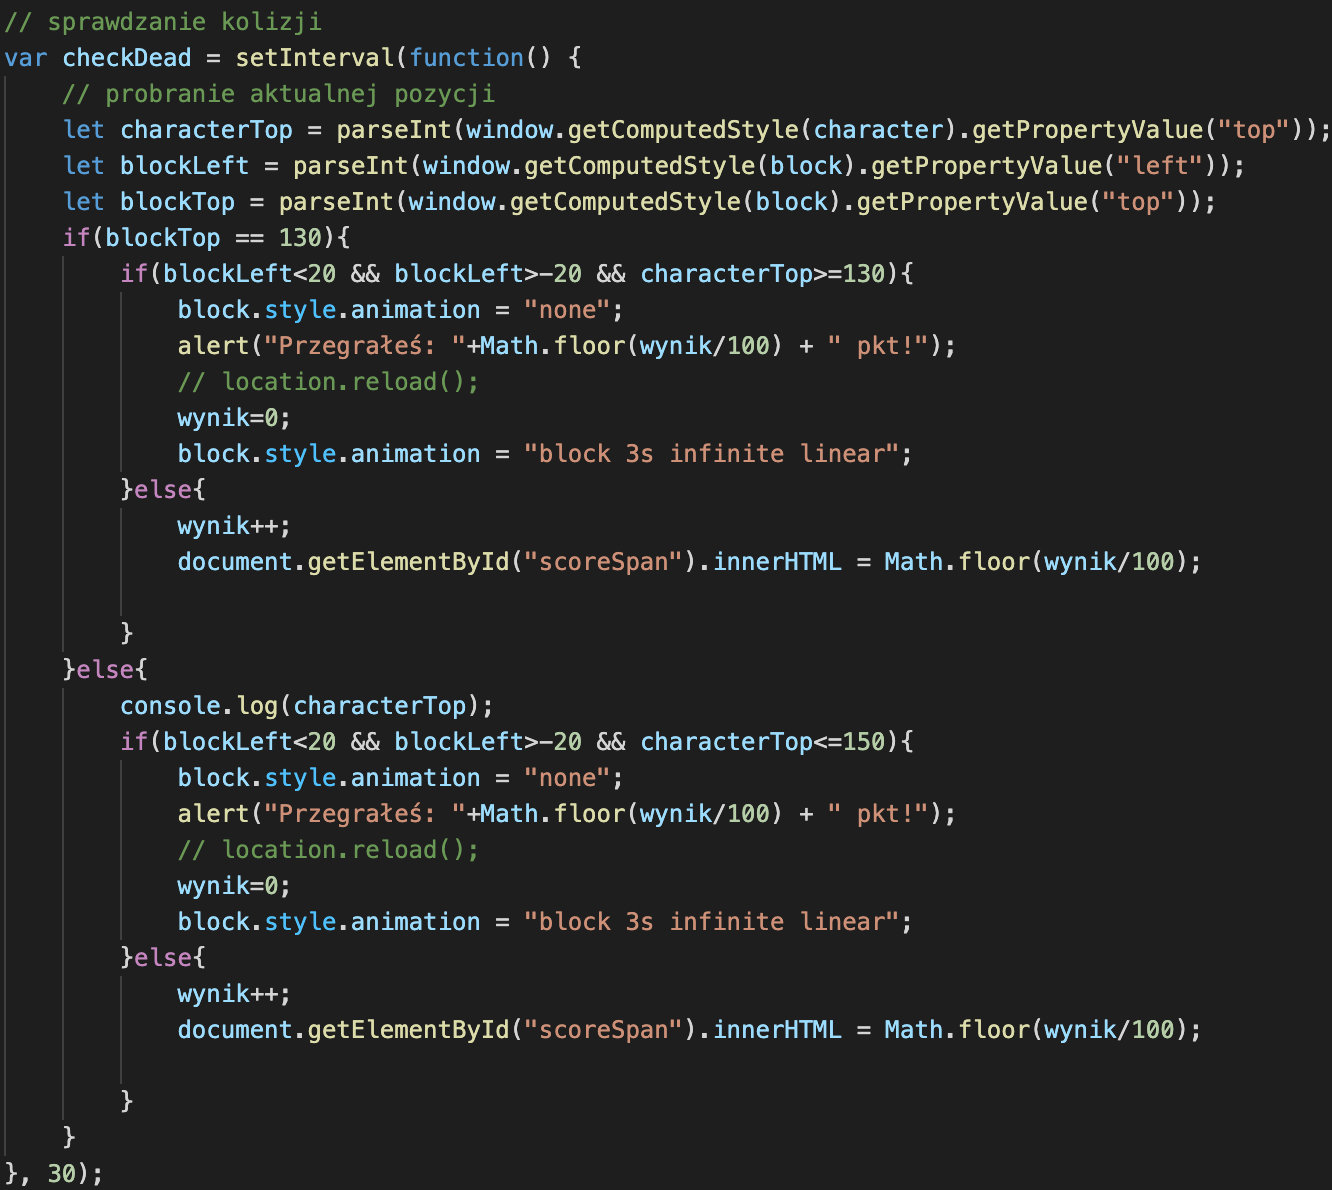 // sprawdzanie kolizji
var checkDead = setInterval(function() {
    // probranie aktualnej pozycji
    let characterTop = parseInt(window.getComputedStyle(character).getPropertyValue("top"));
    let blockLeft = parseInt(window.getComputedStyle(block).getPropertyValue("left"));
    let blockTop = parseInt(window.getComputedStyle(block).getPropertyValue("top"));
    if(blockTop == 130){
        if(blockLeft<20 && blockLeft>-20 && characterTop>=130){
            block.style.animation = "none";
            alert("Przegrałeś: "+Math.floor(wynik/100) + " pkt!");
            // location.reload();
            wynik=0;
            block.style.animation = "block 3s infinite linear";
        }else{
            wynik++;
            document.getElementById("scoreSpan").innerHTML = Math.floor(wynik/100);
        }
    }else{
        console.log(characterTop);
        if(blockLeft<20 && blockLeft>-20 && characterTop<=150){
            block.style.animation = "none";
            alert("Przegrałeś: "+Math.floor(wynik/100) + " pkt!");
            // location.reload();
            wynik=0;
            block.style.animation = "block 3s infinite linear";
        }else{
            wynik++;
            document.getElementById("scoreSpan").innerHTML = Math.floor(wynik/100);
        }
    }
}, 30);